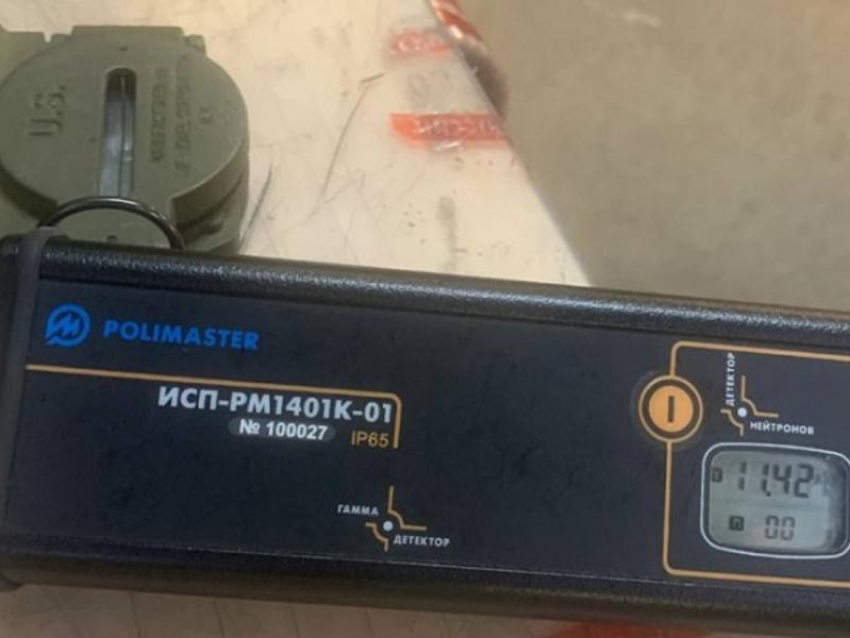 U.S.
POLIMASTER
ИСП-РМ1401К-01
№ 100027 IP65
ГАММА
ДЕТЕКТОР
ДЕТЕКТОР
НЕЙТРОНОВ
11.42
П 00